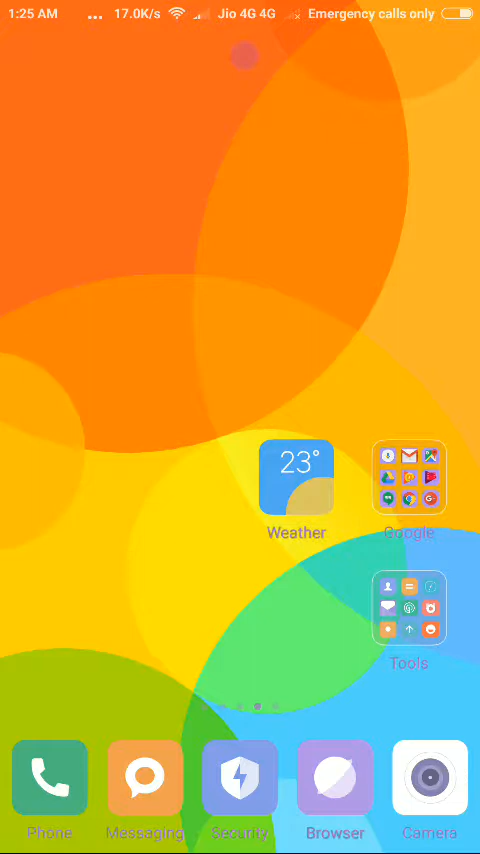 1:25 AM ... 17.0K/s Jio 4G 4G Emergency calls only
23°
Weather Google
Tools
Phone Messaging Security Browser Camera